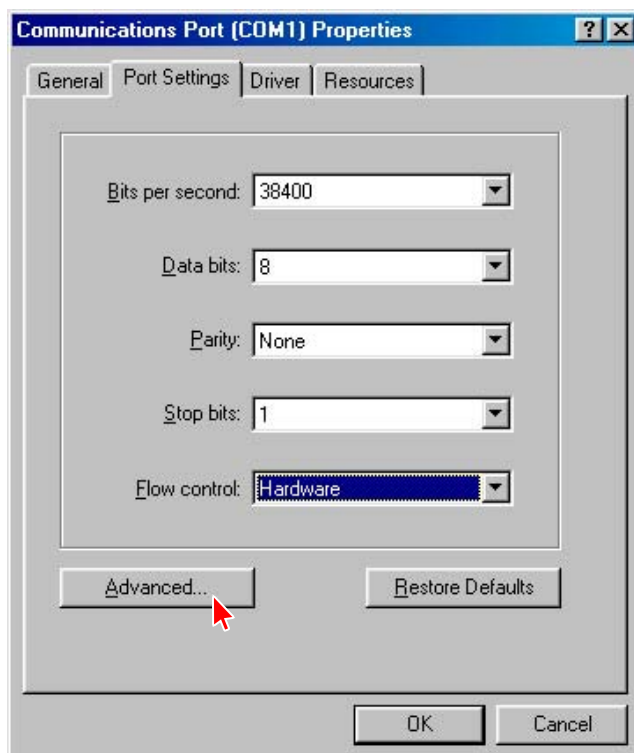 Communications Port (COM1) Properties
General Port Settings Driver Resources
Bits per second: 38400
Data bits: 8
Parity: None
Stop bits: 1
Flow control: Hardware
Advanced... Restore Defaults
OK Cancel